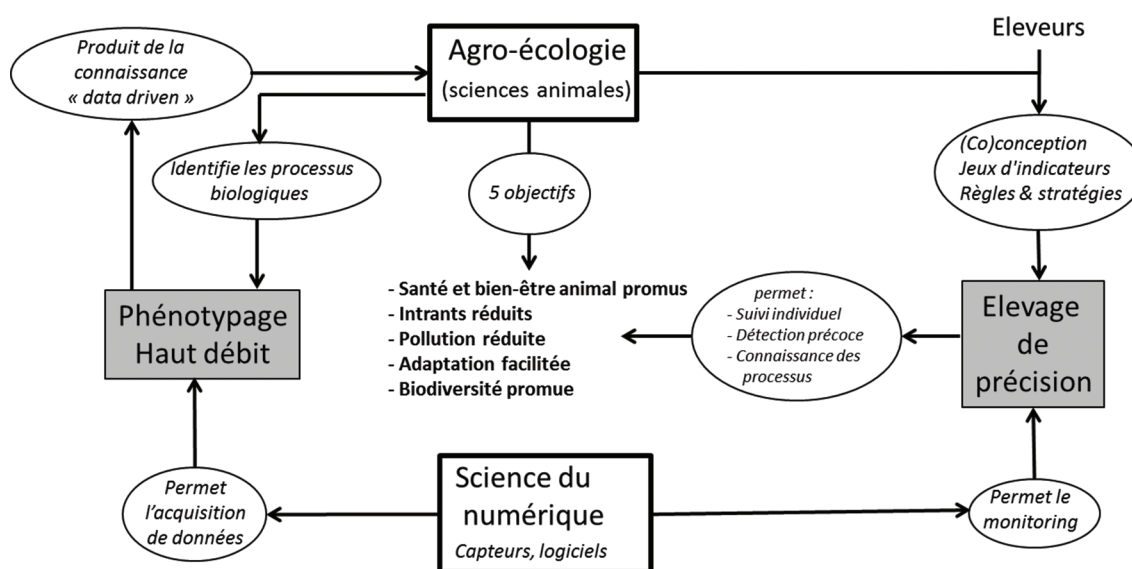 Produit de la
connaissance
« data driven »
Agro-écologie
(sciences animales)
Eleveurs
Identifie les processus
biologiques
5 objectifs
(Co)conception
Jeux d'indicateurs
Règles & stratégies
Phénotypage
Haut débit
- Santé et bien-être animal promus
- Intrants réduits
- Pollution réduite
- Adaptation facilitée
- Biodiversité promue
permet :
- Suivi individuel
- Détection précoce
- Connaissance des
processus
Elevage
de
précision
Permet
l'acquisition
de données
Science du
numérique
Capteurs, logiciels
Permet le
monitoring